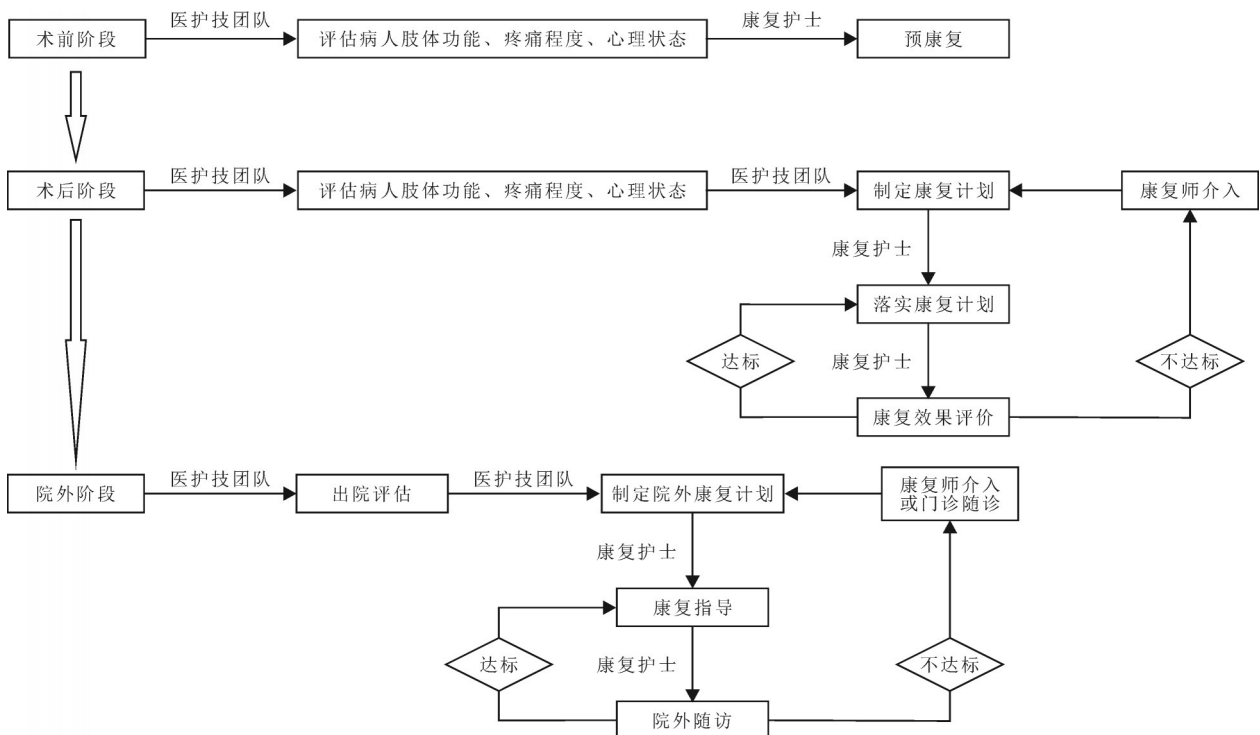 医护技团队
康复护士
术前阶段
评估病人肢体功能、疼痛程度、心理状态
预康复
医护技团队
医护技团队
术后阶段
评估病人肢体功能、疼痛程度、心理状态
制定康复计划
康复师介入
康复护士
落实康复计划
达标
康复护士
不达标
康复效果评价
医护技团队
医护技团队
院外阶段
出院评估
制定院外康复计划
康复师介入
或门诊随诊
康复护士
康复指导
达标
康复护士
不达标
院外随访